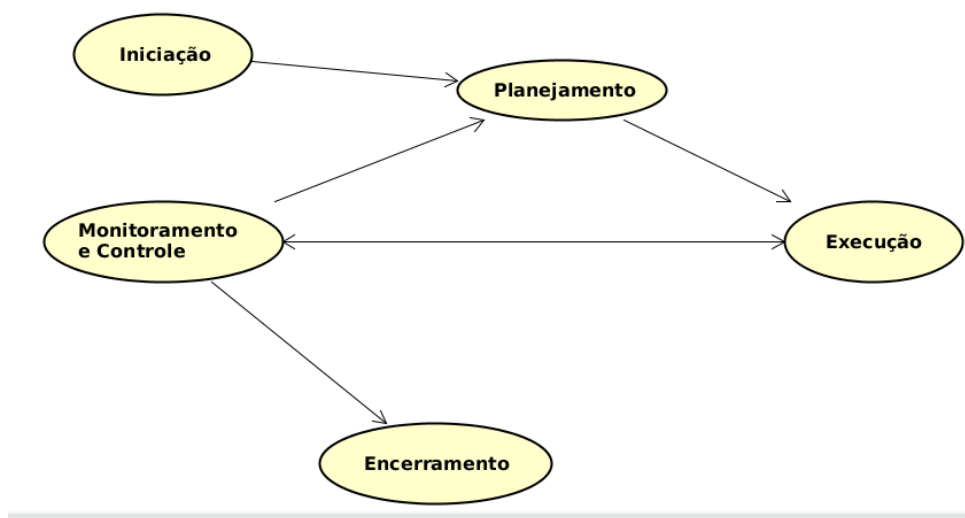 Iniciação
Planejamento
Monitoramento
e Controle
Execução
Encerramento